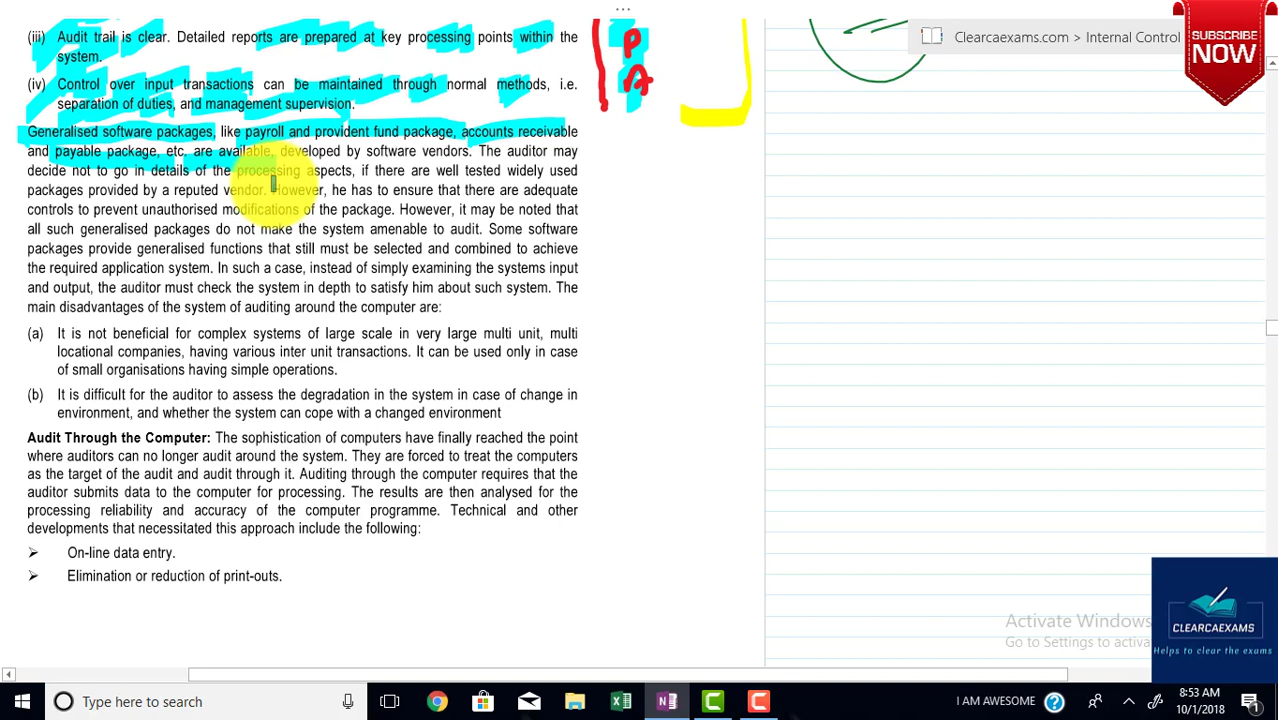 (iii) Audit trail is clear. Detailed reports are prepared at key processing points within the
system.
(iv) Control over input transactions can be maintained through normal methods, i.e.
separation of duties, and management supervision.
Generalised software packages, like payroll and provident fund package, accounts receivable
and payable package, etc. are available, developed by software vendors. The auditor may
decide not to go in details of the processing aspects, if there are well tested widely used
packages provided by a reputed vendor. However, he has to ensure that there are adequate
controls to prevent unauthorised modifications of the package. However, it may be noted that
all such generalised packages do not make the system amenable to audit. Some software
packages provide generalised functions that still must be selected and combined to achieve
the required application system. In such a case, instead of simply examining the systems input
and output, the auditor must check the system in depth to satisfy him about such system. The
main disadvantages of the system of auditing around the computer are:
(a) It is not beneficial for complex systems of large scale in very large multi unit, multi
locational companies, having various inter unit transactions. It can be used only in case
of small organisations having simple operations.
(b) It is difficult for the auditor to assess the degradation in the system in case of change in
environment, and whether the system can cope with a changed environment
Audit Through the Computer: The sophistication of computers have finally reached the point
where auditors can no longer audit around the system. They are forced to treat the computers
as the target of the audit and audit through it. Auditing through the computer requires that the
auditor submits data to the computer for processing. The results are then analysed for the
processing reliability and accuracy of the computer programme. Technical and other
developments that necessitated this approach include the following:
On-line data entry.
Elimination or reduction of print-outs.
P
A
Clearcaexams.com > Internal Control
SUBSCRIBE
NOW
Activate Windows
Go to Settings to activa
CLEARCAEXAMS
Helps to clear the exams
Type here to search
I AM AWESOME
8:53 AM
10/1/2018
1